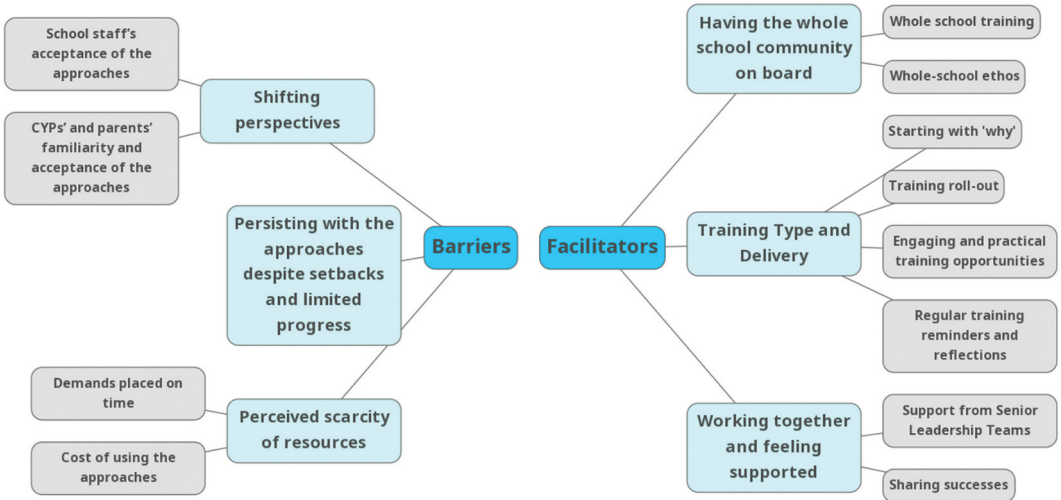 School staff's
acceptance of the
approaches
CYPs' and parents'
familiarity and
acceptance of the
approaches
Shifting
perspectives
Persisting with the
approaches
despite setbacks
and limited
progress
Demands placed on
time
Cost of using the
approaches
Perceived scarcity
of resources
Barriers
Facilitators
Having the whole
school community
on board
Whole school training
Whole-school ethos
Training Type and
Delivery
Starting with 'why'
Training roll-out
Engaging and practical
training opportunities
Regular training
reminders and
reflections
Working together
and feeling
supported
Support from Senior
Leadership Teams
Sharing successes